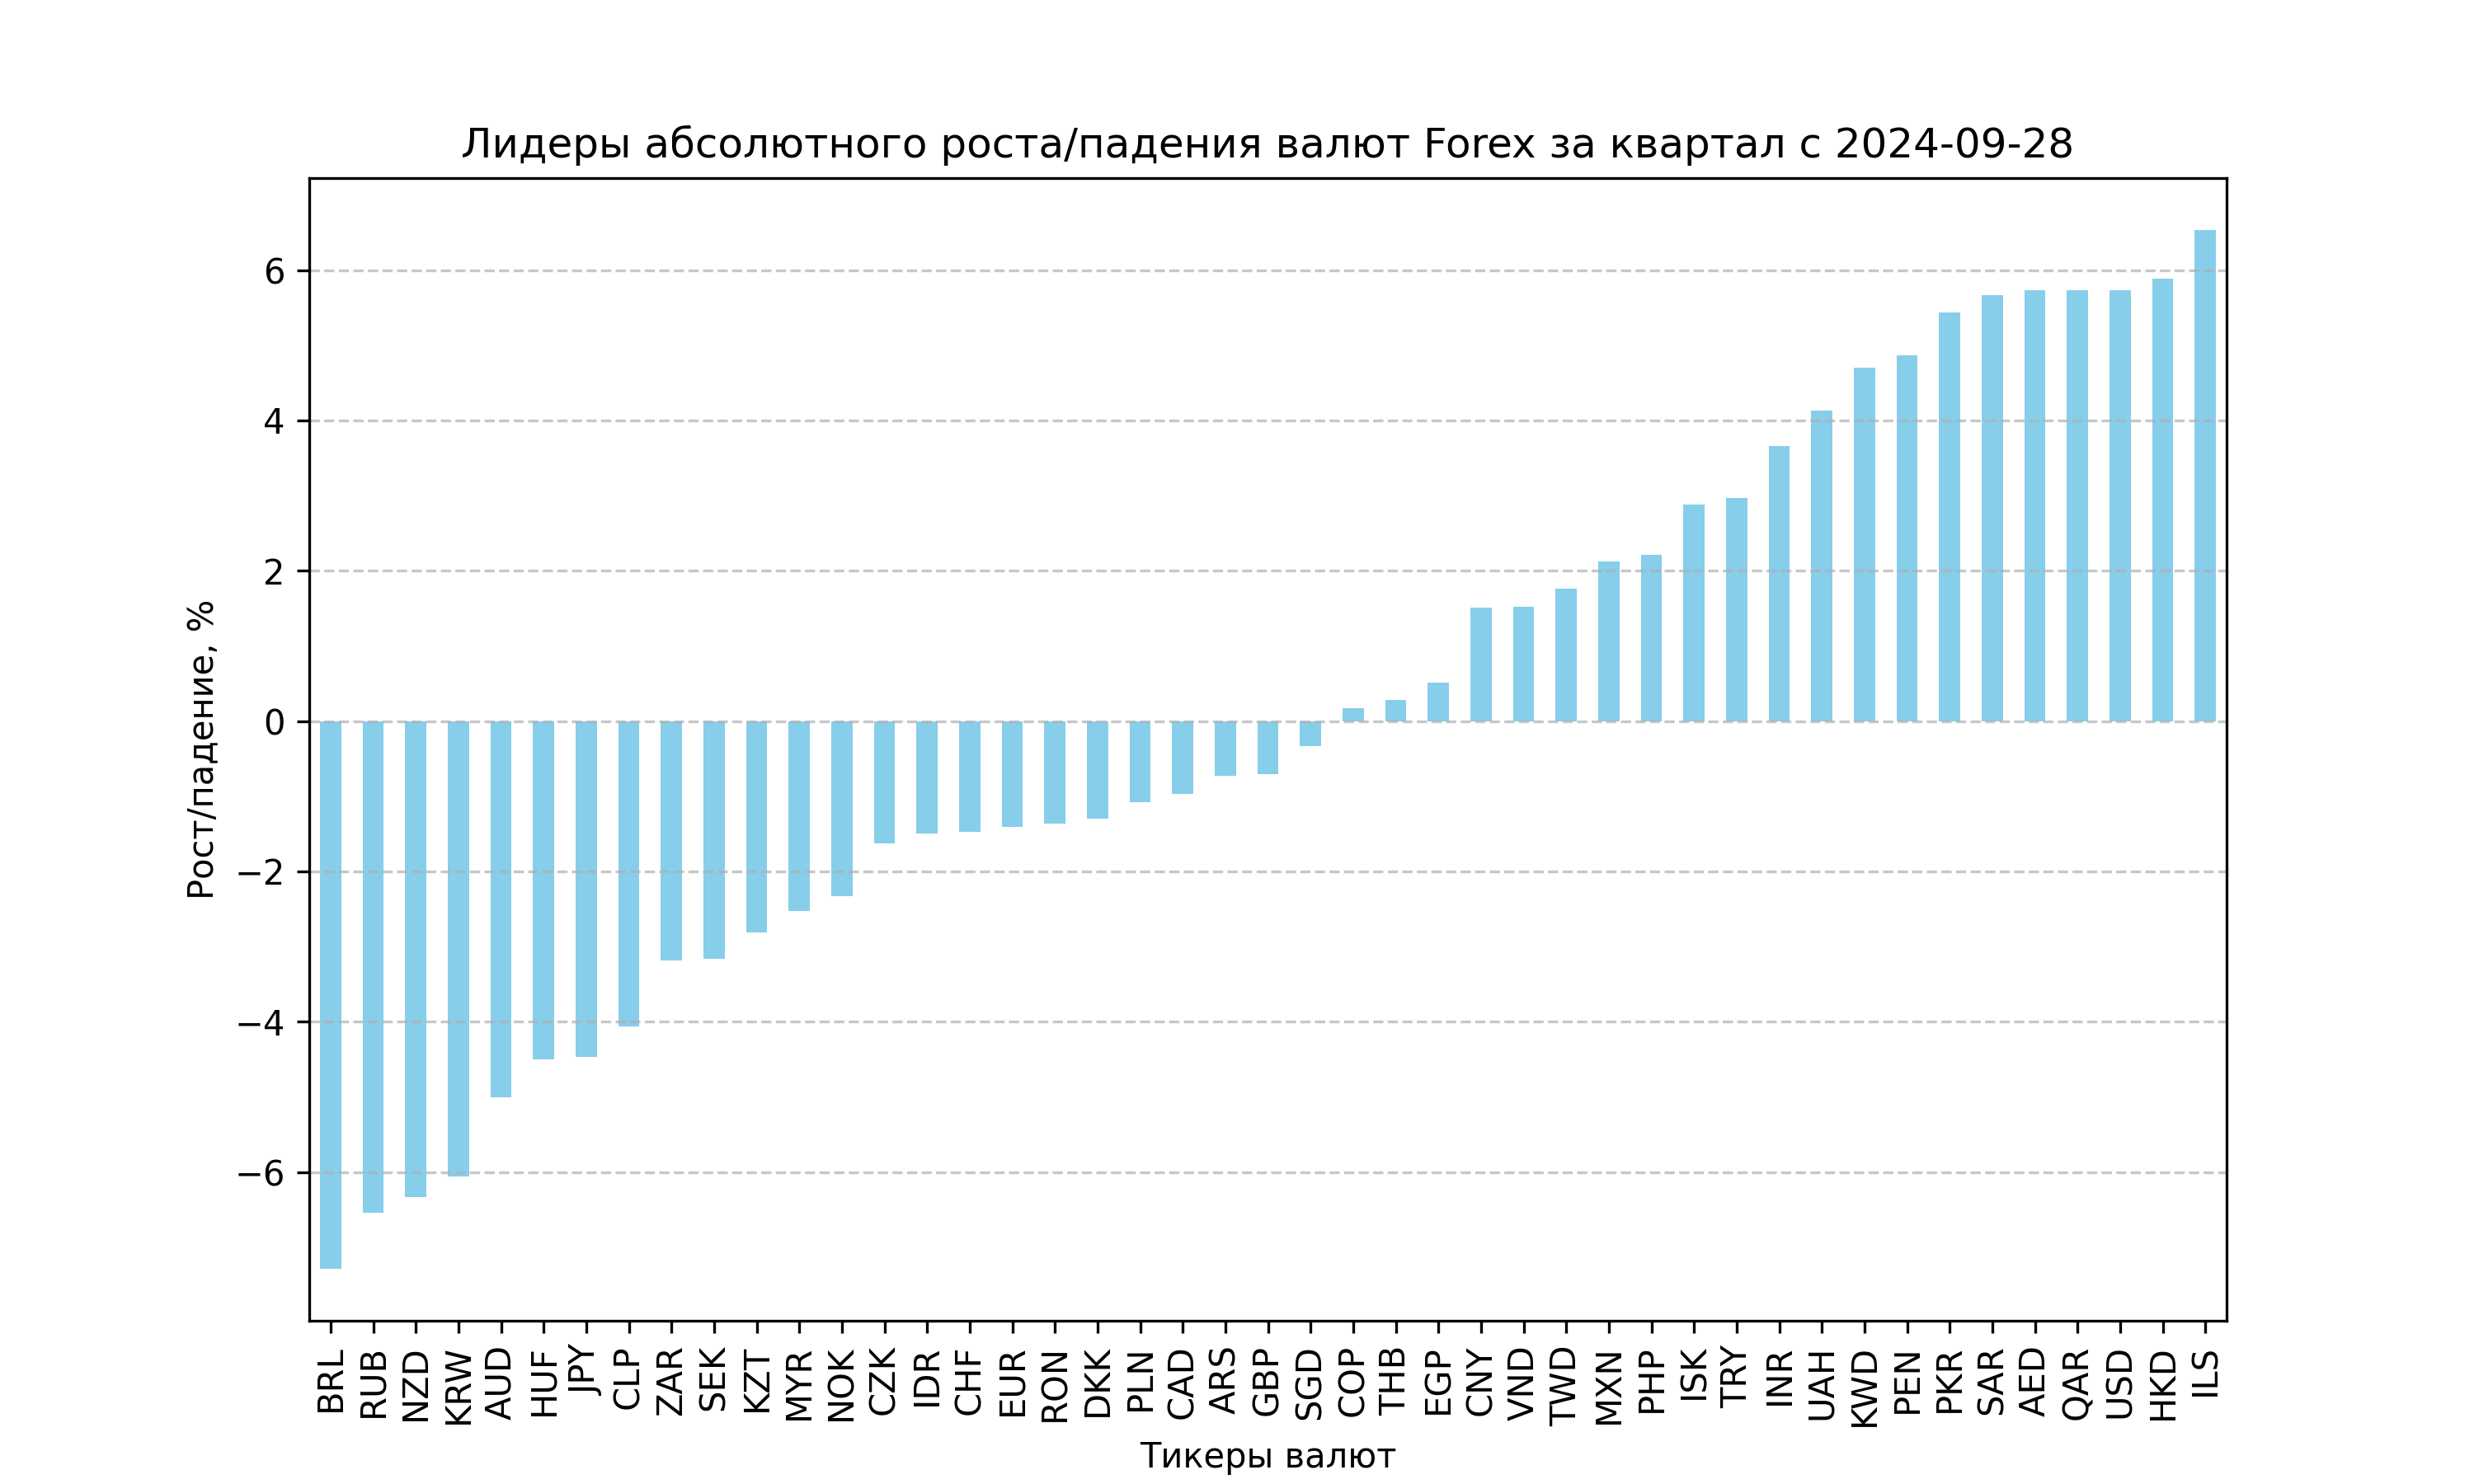 Лидеры абсолютного роста/падения валют Forex за квартал с 2024-09-28
Рост/падение, %
6
4
2
0
−2
−4
−6
BRL
RUB
NZD
KRW
AUD
HUF
JPY
CLP
ZAR
SEK
KZT
MYR
NOK
CZK
IDR
CHF
EUR
RON
DKK
PLN
CAD
ARS
GBP
SGD
COP
THB
EGP
CNY
VND
TWD
MXN
PHP
ISK
TRY
INR
UAH
KWD
PEN
PKR
SAR
AED
QAR
USD
HKD
ILS
Тикеры валют